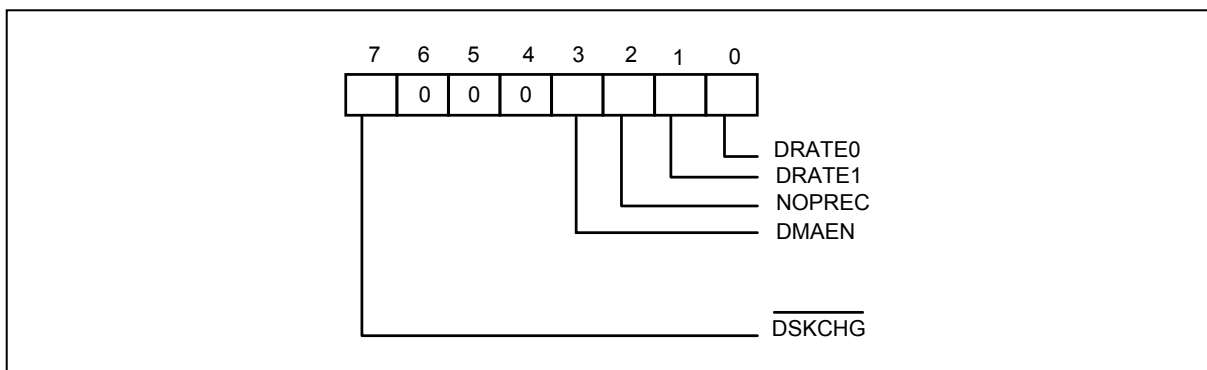 7 6 5 4 3 2 1 0
0 0 0
DRATE0
DRATE1
NOPREC
DMAEN
DSKCHG